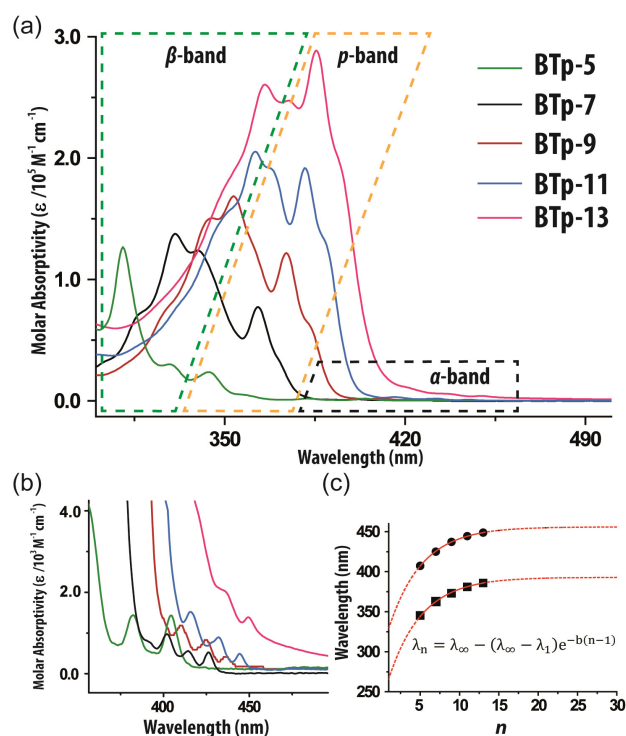 (a)
3.0
2.0
1.0
0.0
Molar Absorptivity (ε /10⁵ M⁻¹ cm⁻¹)
β-band
p-band
α-band
BTp-5
BTp-7
BTp-9
BTp-11
BTp-13
350
420
490
Wavelength (nm)
(b)
4.0
2.0
0.0
Molar Absorptivity (ε /10³ M⁻¹ cm⁻¹)
400
450
Wavelength (nm)
(c)
450
400
350
300
250
Wavelength (nm)
λₙ = λ∞ − (λ∞ − λ₁)e^−b(n−1)
0
5
10
15
20
25
30
n